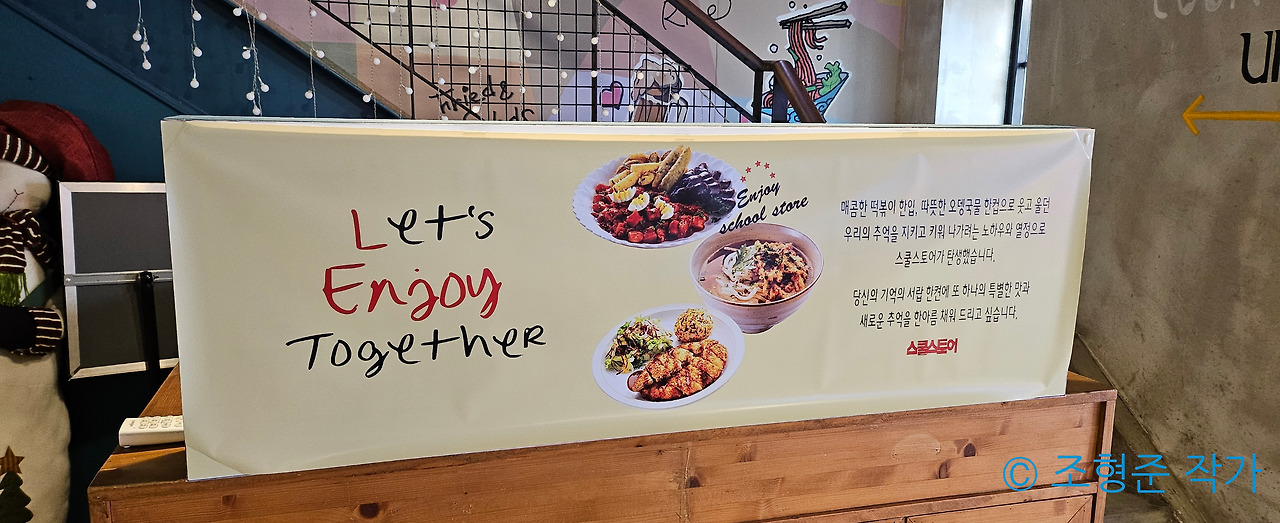 Rice
Fried &
UP
Let's
Enjoy
Together
Enjoy
school store
매콤한 떡볶이 한입, 따뜻한 오뎅국물 한컵으로 웃고 울던
우리의 추억을 지키고 키워 나가려는 노하우와 열정으로
스쿨스토어가 탄생했습니다.
당신의 기억의 서랍 한켠에 또 하나의 특별한 맛과
새로운 추억을 한아름 채워 드리고 싶습니다.
스쿨스토어
© 조형준 작가